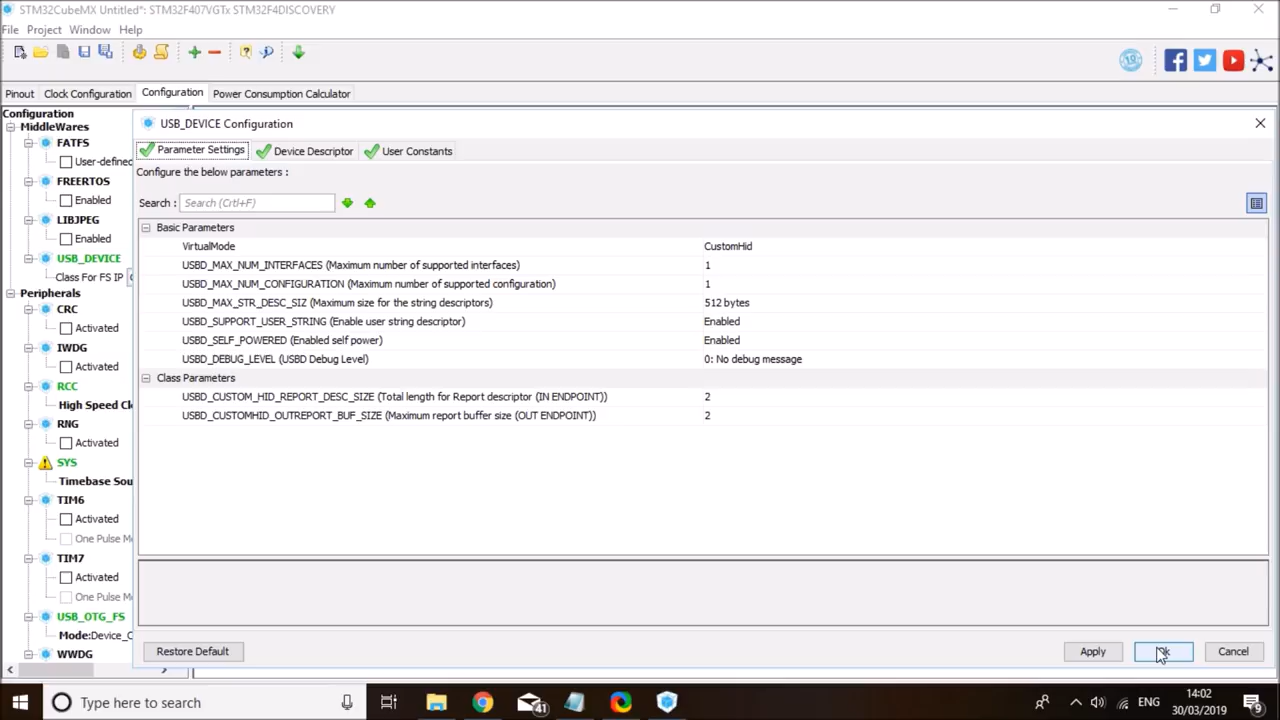 STM32CubeMX Untitled*: STM32F407VGTx STM32F4DISCOVERY
File Project Window Help
19
Pinout Clock Configuration Configuration Power Consumption Calculator
Configuration
MiddleWares
FATFS
User-defined
FREERTOS
Enabled
LIBJPEG
Enabled
USB_DEVICE
Class For FS IP
Peripherals
CRC
Activated
IWDG
Activated
RCC
High Speed Cl
RNG
Activated
SYS
Timebase Sou
TIM6
Activated
One Pulse M
TIM7
Activated
One Pulse M
USB_OTG_FS
Mode:Device_O
WWDG
USB_DEVICE Configuration
Parameter Settings Device Descriptor User Constants
Configure the below parameters :
Search : Search (Crtl+F)
Basic Parameters
VirtualMode CustomHid
USBD_MAX_NUM_INTERFACES (Maximum number of supported interfaces) 1
USBD_MAX_NUM_CONFIGURATION (Maximum number of supported configuration) 1
USBD_MAX_STR_DESC_SIZ (Maximum size for the string descriptors) 512 bytes
USBD_SUPPORT_USER_STRING (Enable user string descriptor) Enabled
USBD_SELF_POWERED (Enabled self power) Enabled
USBD_DEBUG_LEVEL (USBD Debug Level) 0: No debug message
Class Parameters
USBD_CUSTOM_HID_REPORT_DESC_SIZE (Total length for Report descriptor (IN ENDPOINT)) 2
USBD_CUSTOMHID_OUTREPORT_BUF_SIZE (Maximum report buffer size (OUT ENDPOINT)) 2
Restore Default Apply Ok Cancel
Type here to search
41
ENG
14:02
30/03/2019
9